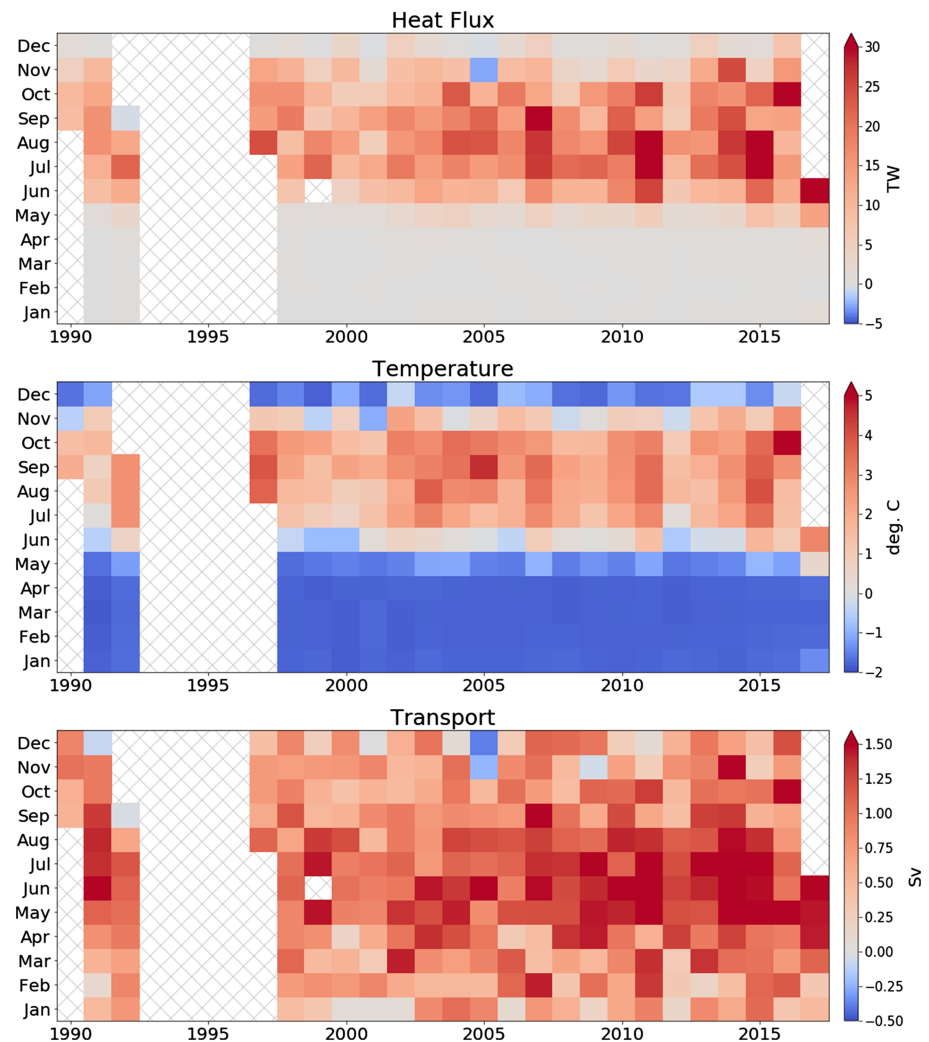 Heat Flux
Dec
Nov
Oct
Sep
Aug
Jul
Jun
May
Apr
Mar
Feb
Jan
1990 1995 2000 2005 2010 2015
30
25
20
15
10
5
0
−5
TW
Temperature
Dec
Nov
Oct
Sep
Aug
Jul
Jun
May
Apr
Mar
Feb
Jan
1990 1995 2000 2005 2010 2015
5
4
3
2
1
0
−1
−2
deg. C
Transport
Dec
Nov
Oct
Sep
Aug
Jul
Jun
May
Apr
Mar
Feb
Jan
1990 1995 2000 2005 2010 2015
1.50
1.25
1.00
0.75
0.50
0.25
0.00
−0.25
−0.50
Sv